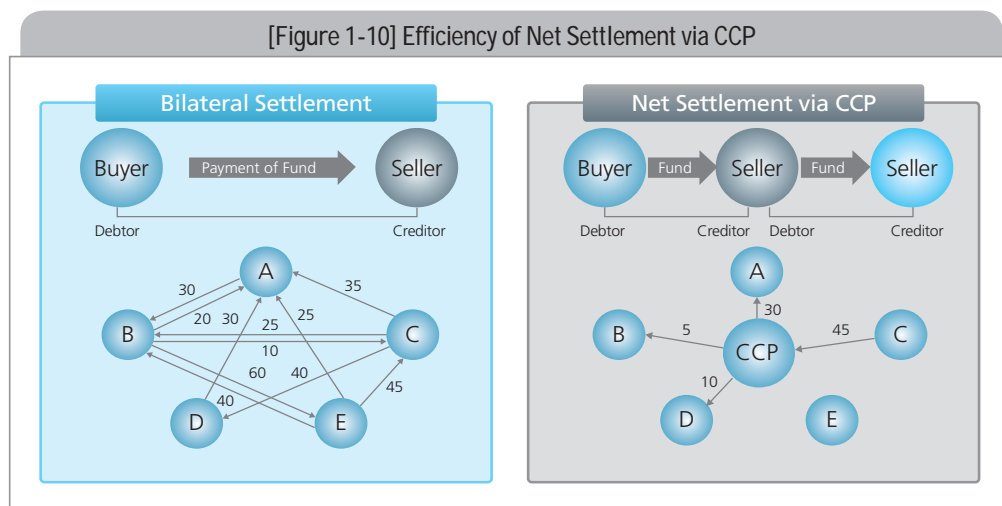 [Figure 1-10] Efficiency of Net Settlement via CCP
Bilateral Settlement
Buyer
Payment of Fund
Seller
Debtor
Creditor
A
30
35
20
30
25
25
B
C
10
60
40
45
40
D
E
Net Settlement via CCP
Buyer
Fund
Seller
Fund
Seller
Debtor
Creditor
Debtor
Creditor
A
30
B
5
45
C
CCP
10
D
E